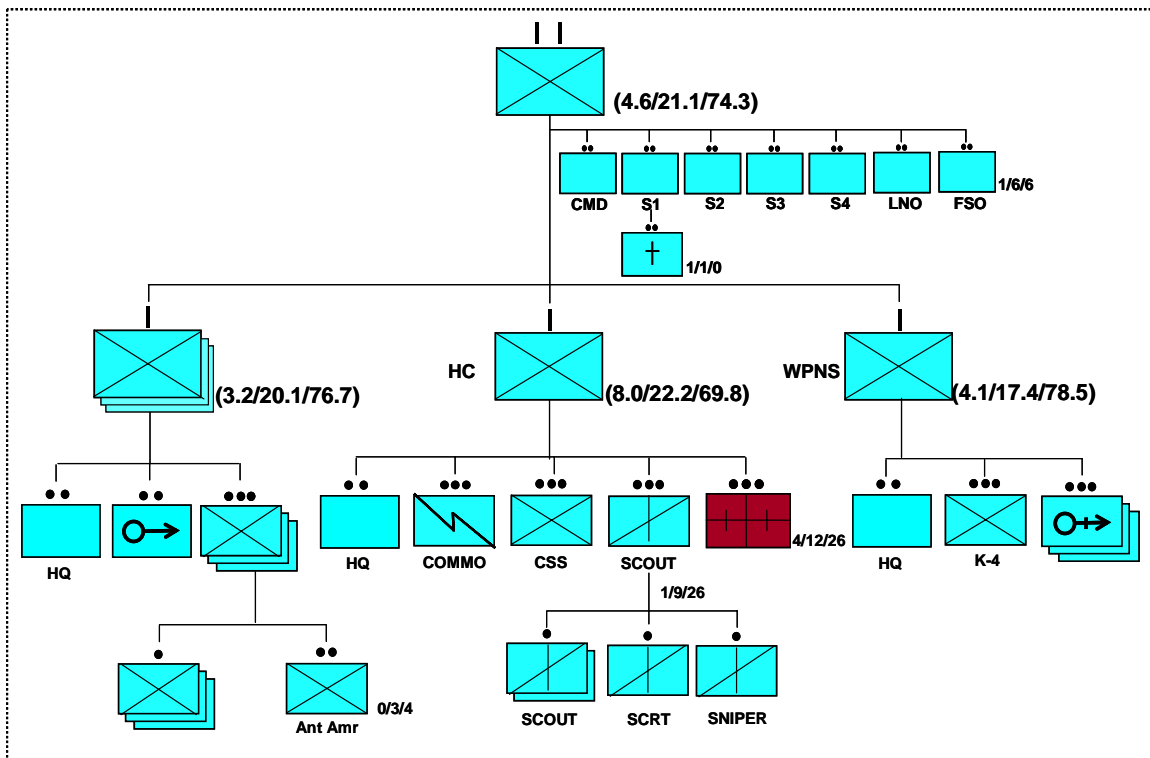 (4.6/21.1/74.3)
CMD S1 S2 S3 S4 LNO FSO 1/6/6
1/1/0
(3.2/20.1/76.7) HC (8.0/22.2/69.8) WPNS (4.1/17.4/78.5)
HQ HQ COMMO CSS SCOUT 4/12/26 HQ K-4
1/9/26
Ant Amr 0/3/4 SCOUT SCRT SNIPER